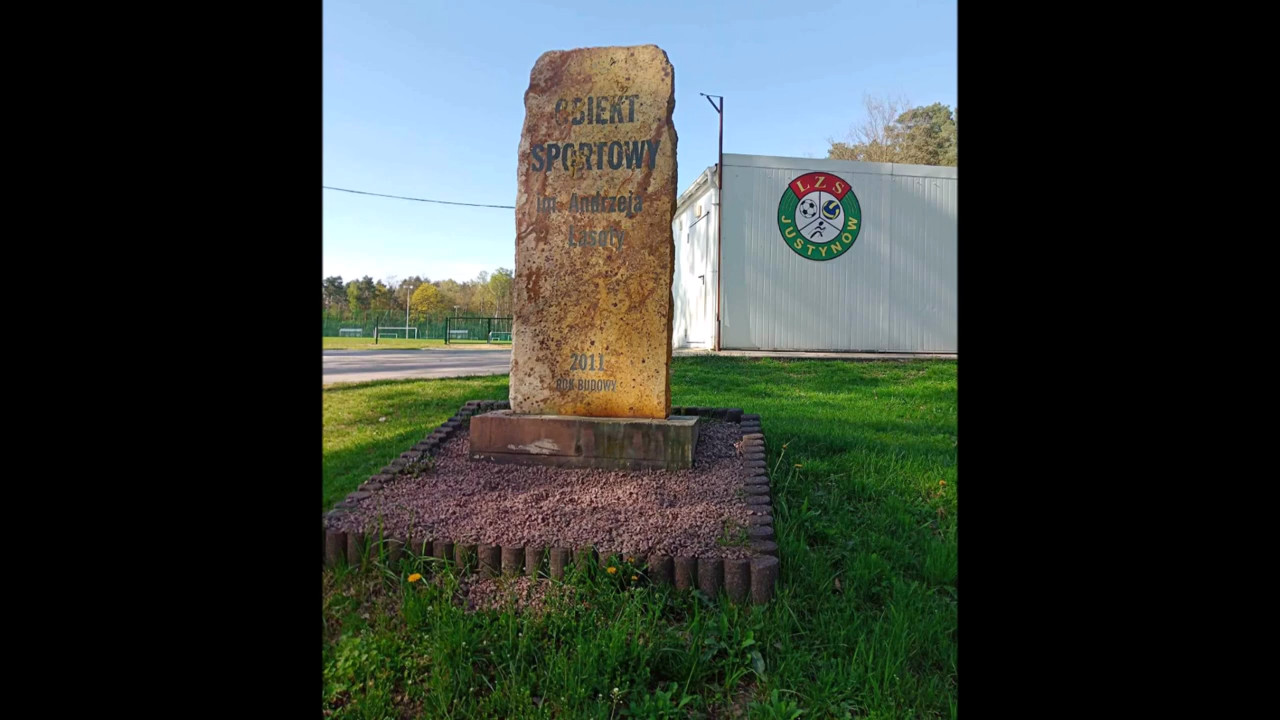 OBIEKT
SPORTOWY
im. Andrzeja
Lasoty
2011
ROK BUDOWY
LZS
JUSTYNÓW